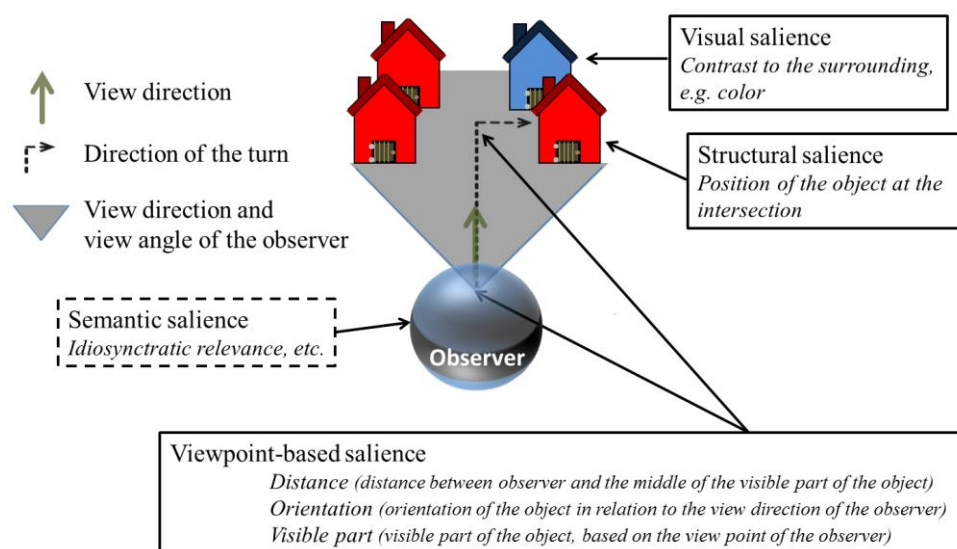 Visual salience
Contrast to the surrounding,
e.g. color
View direction
Direction of the turn
Structural salience
Position of the object at the
intersection
View direction and
view angle of the observer
Semantic salience
Idiosynctratic relevance, etc.
Observer
Viewpoint-based salience
Distance (distance between observer and the middle of the visible part of the object)
Orientation (orientation of the object in relation to the view direction of the observer)
Visible part (visible part of the object, based on the view point of the observer)